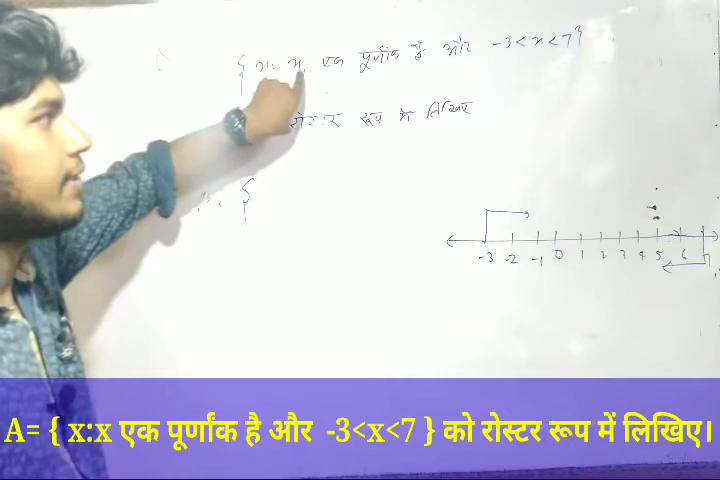 { x: x एक पूर्णांक है और -3 < x < 7 }
रोस्टर रूप में लिखिए
{
-3 -2 -1 0 1 2 3 4 5 6 7
A= { x:x एक पूर्णांक है और -3<x<7 } को रोस्टर रूप में लिखिए।